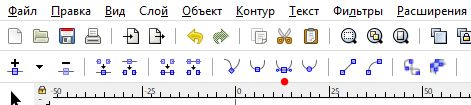 Файл Правка Вид Слой Объект Контур Текст Фильтры Расширения
-50 -25 0 25 50